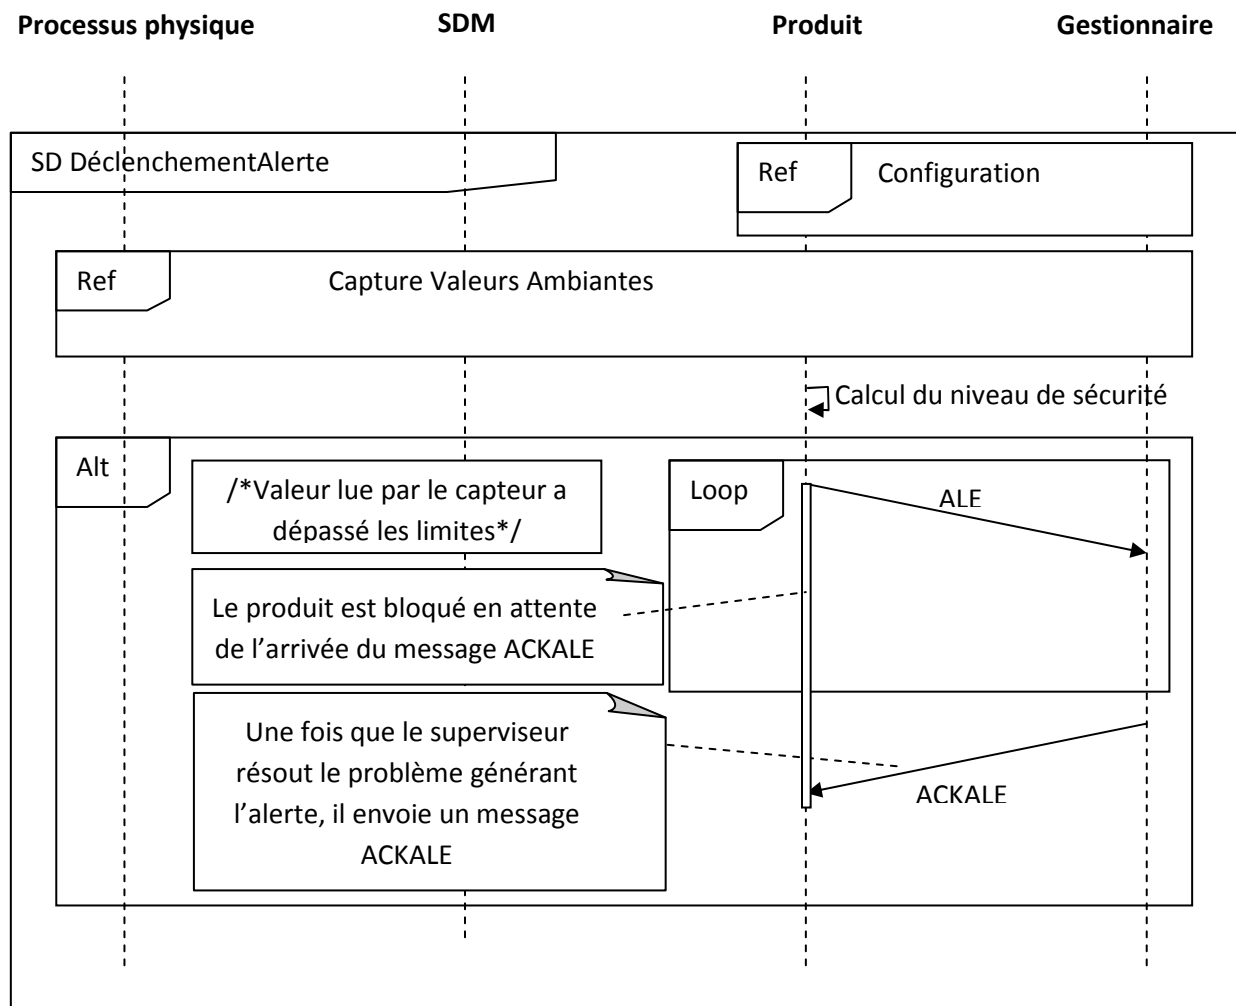 Processus physique
SDM
Produit
Gestionnaire
SD DéclenchementAlerte
Ref
Configuration
Ref
Capture Valeurs Ambiantes
Calcul du niveau de sécurité
Alt
/*Valeur lue par le capteur a
dépassé les limites*/
Loop
ALE
Le produit est bloqué en attente
de l’arrivée du message ACKALE
Une fois que le superviseur
résout le problème générant
l’alerte, il envoie un message
ACKALE
ACKALE